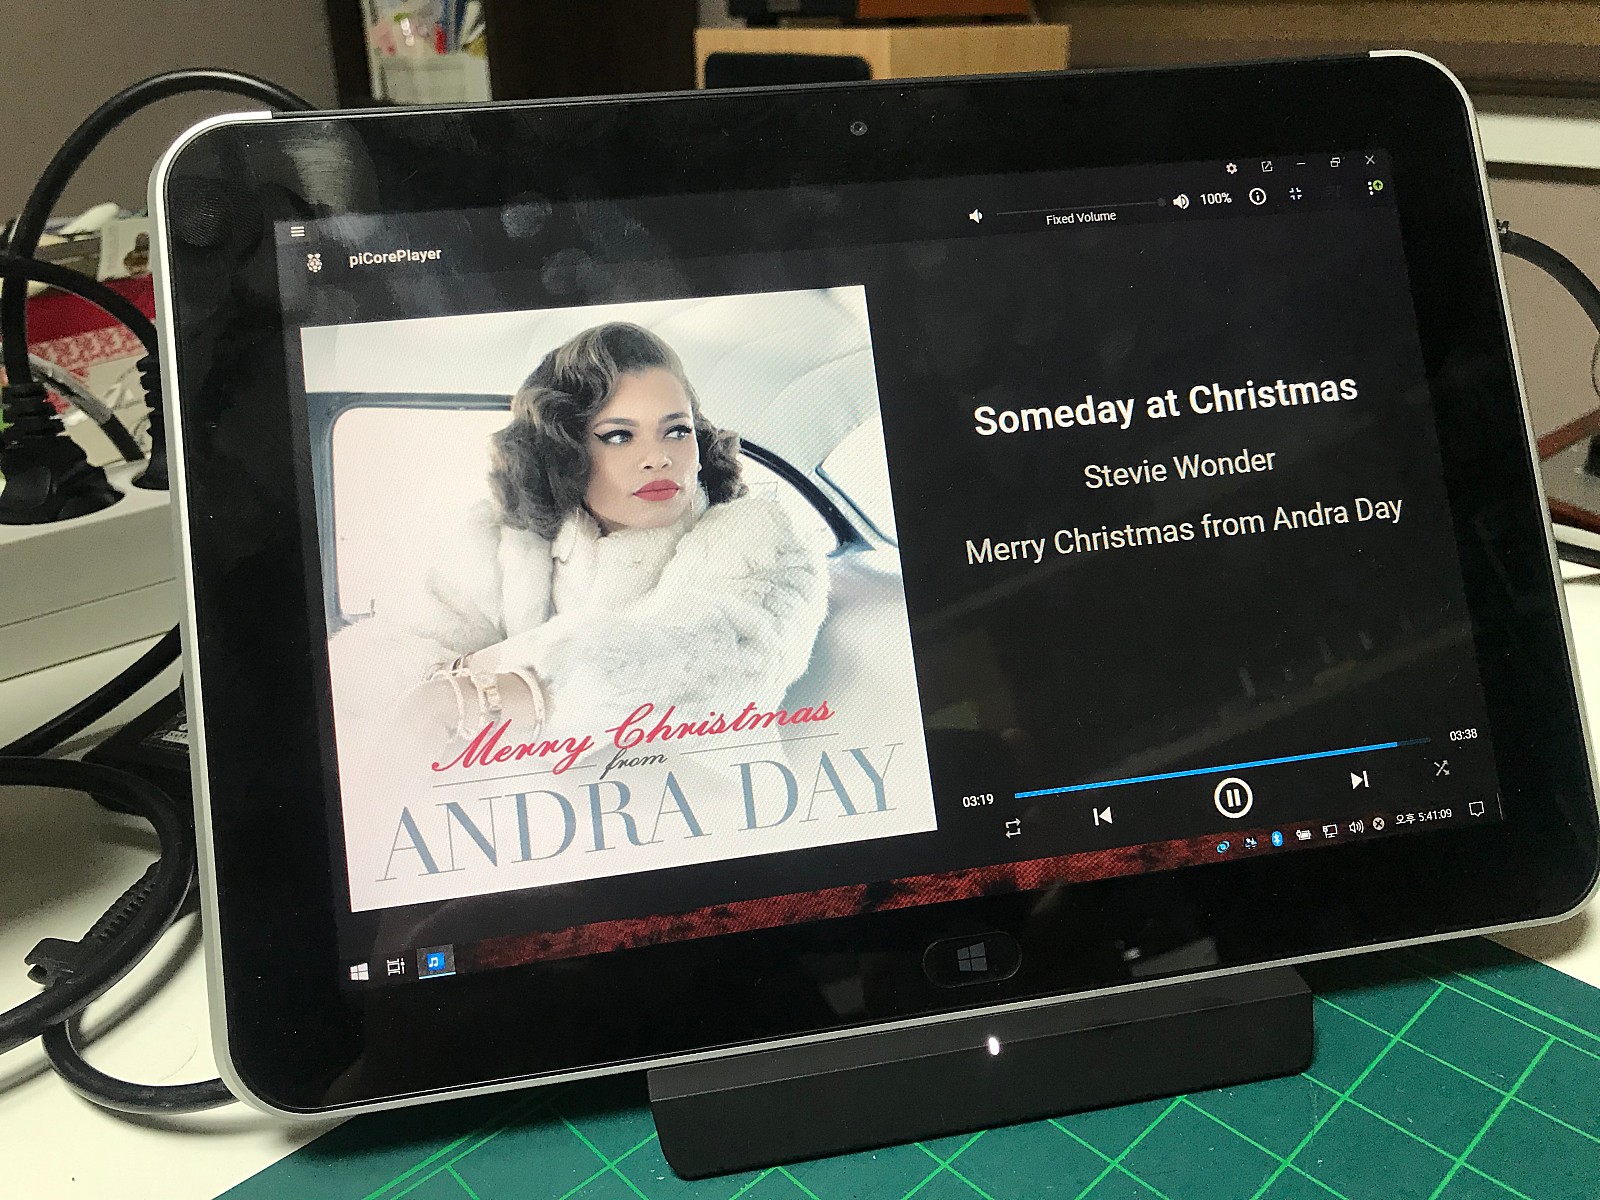 100%
Fixed Volume
piCorePlayer
Someday at Christmas
Stevie Wonder
Merry Christmas from Andra Day
Merry Christmas
from
ANDRA DAY
03:19
03:38
오후 5:41:09